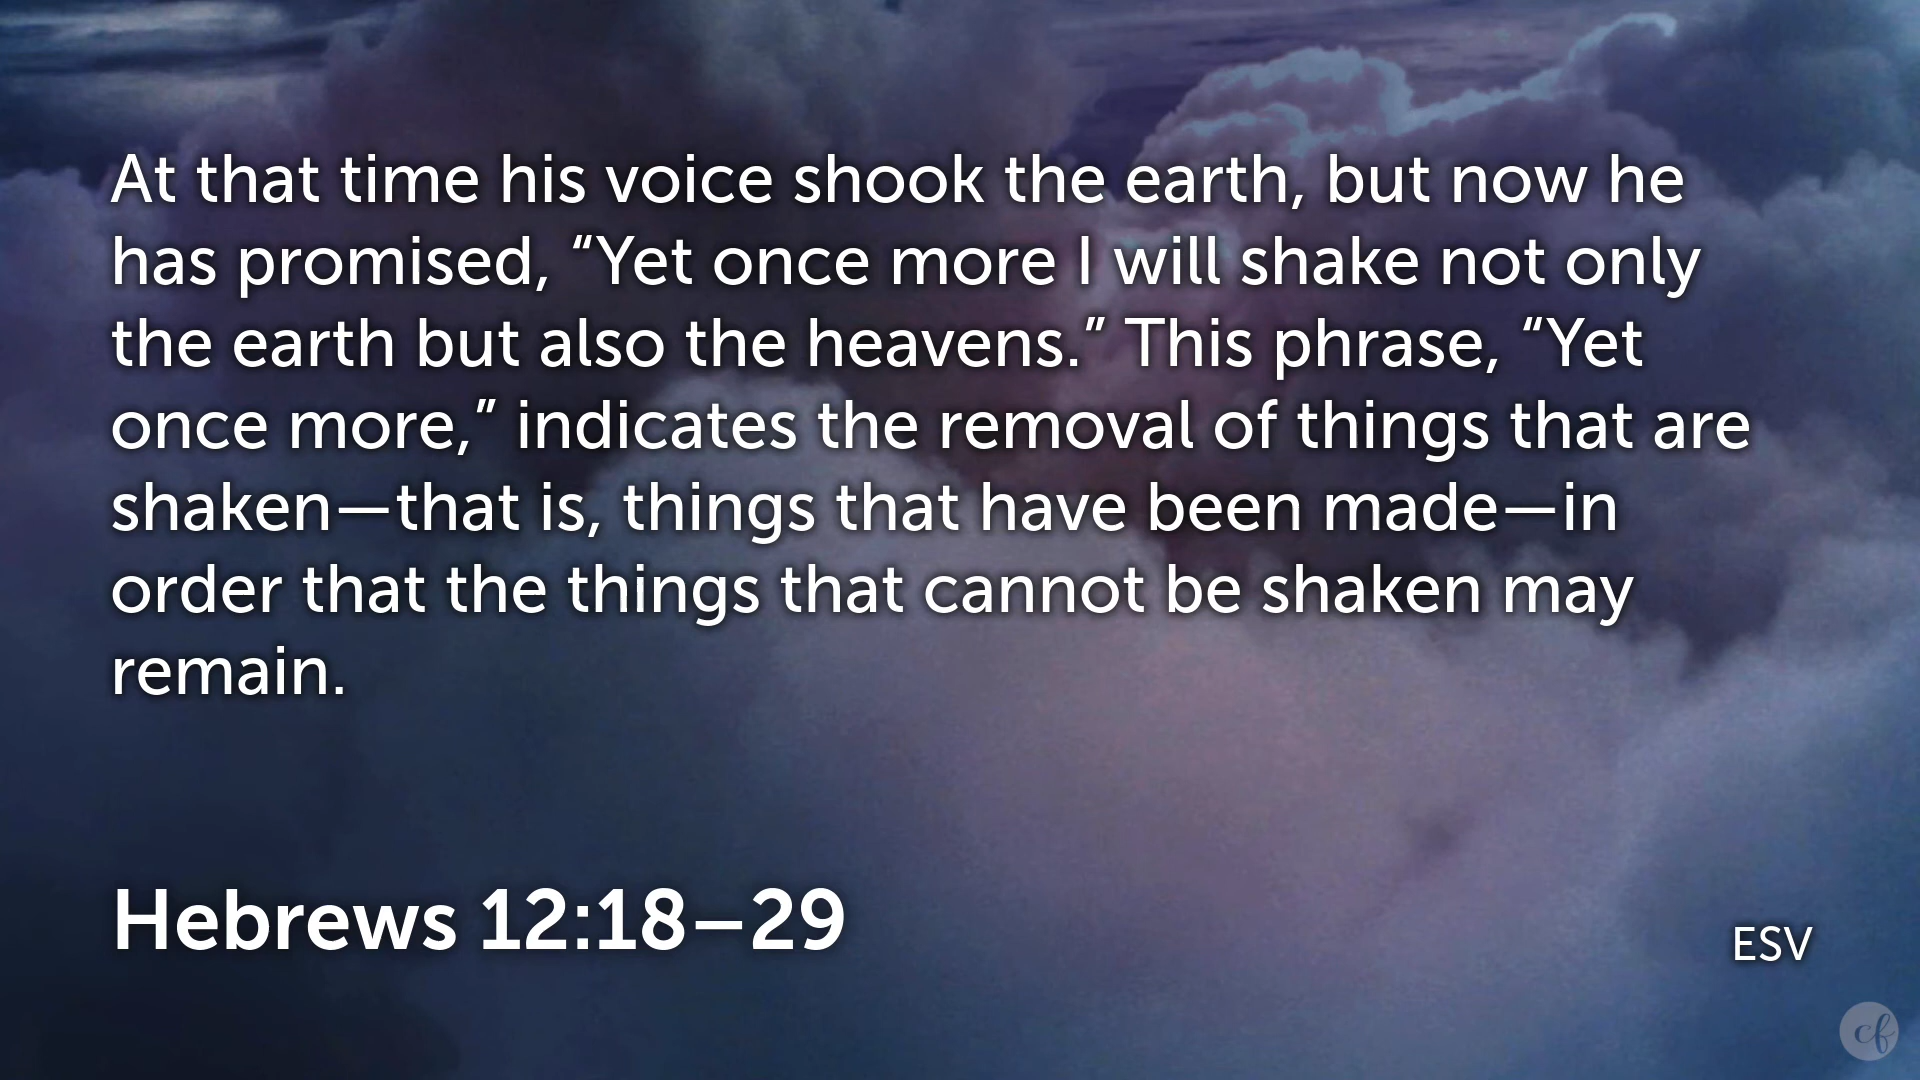 At that time his voice shook the earth, but now he
has promised, “Yet once more I will shake not only
the earth but also the heavens.” This phrase, “Yet
once more,” indicates the removal of things that are
shaken—that is, things that have been made—in
order that the things that cannot be shaken may
remain.
Hebrews 12:18–29
ESV
cf